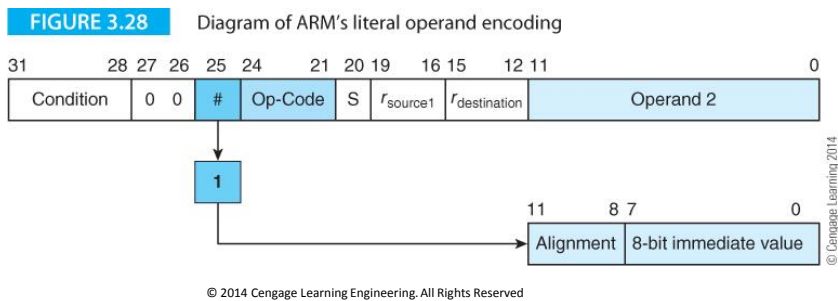 FIGURE 3.28 Diagram of ARM's literal operand encoding
31 28 27 26 25 24 21 20 19 16 15 12 11 0
Condition 0 0 # Op-Code S rsource1 rdestination Operand 2
1
11 8 7 0
Alignment 8-bit immediate value
© Cengage Learning 2014
© 2014 Cengage Learning Engineering. All Rights Reserved